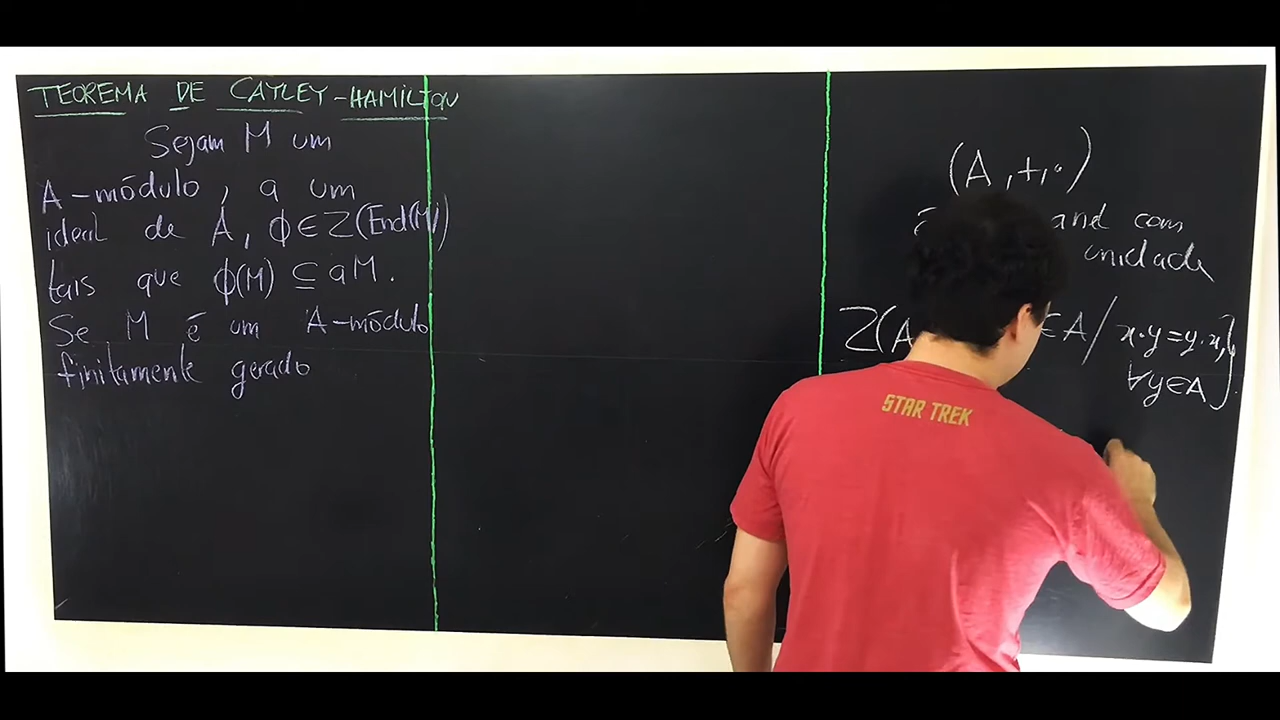 TEOREMA DE CAYLEY-HAMILTON
Sejam M um
A-módulo, a um
ideal de A, ϕ∈Z(End(M))
tais que ϕ(M) ⊆ aM.
Se M é um A-módulo
finitamente gerado
(A,+,·)
anel com
unidade
Z(A ∈A/ x·y=y·x,
∀y∈A}.
STAR TREK